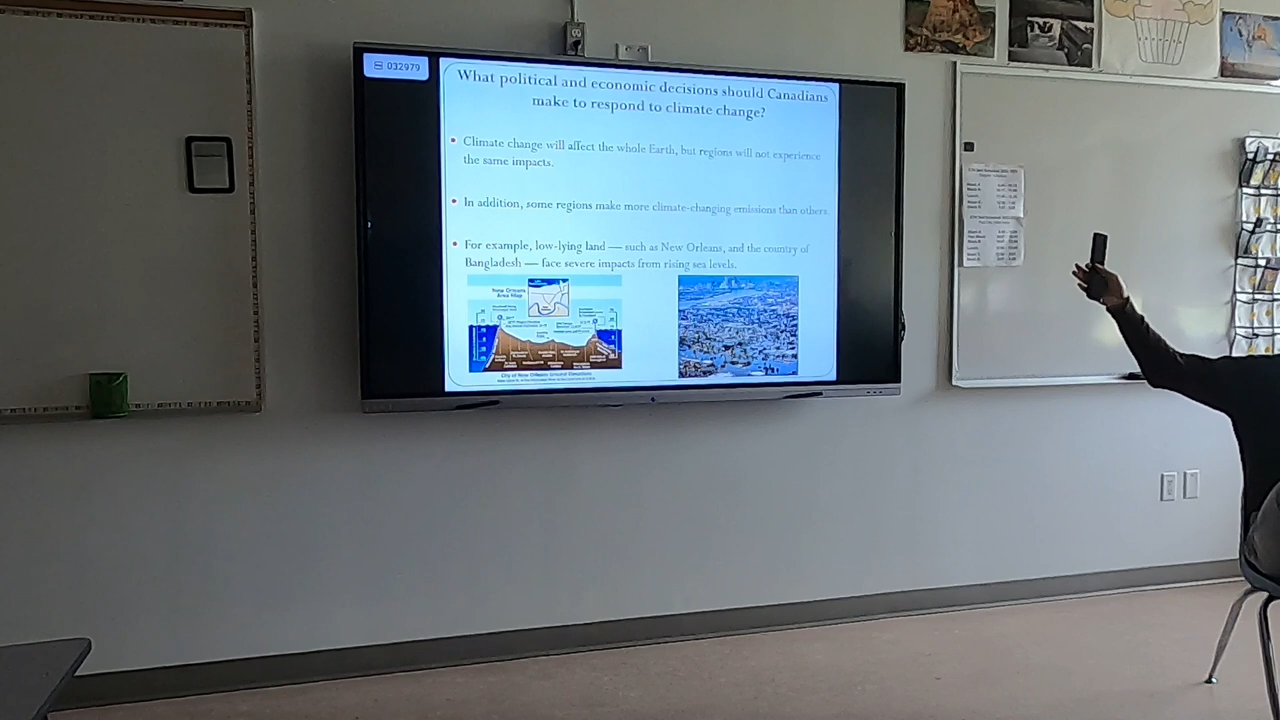 032979
What political and economic decisions should Canadians
make to respond to climate change?
• Climate change will affect the whole Earth, but regions will not experience
the same impacts.
• In addition, some regions make more climate-changing emissions than others.
• For example, low-lying land — such as New Orleans, and the country of
Bangladesh — face severe impacts from rising sea levels.
New Orleans
Area Map
City of New Orleans Ground Elevations